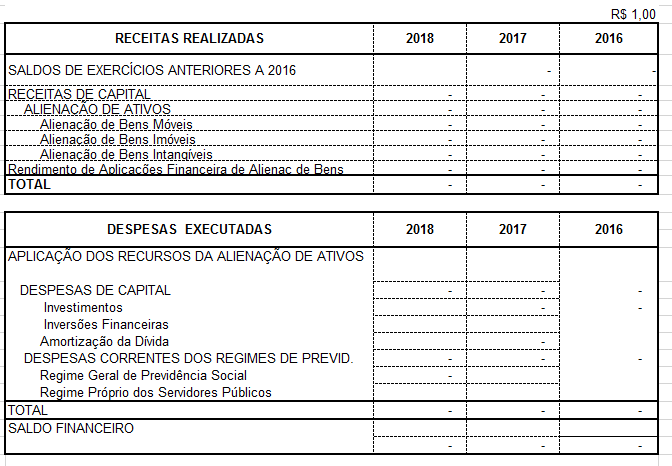 R$ 1,00
RECEITAS REALIZADAS 2018 2017 2016
SALDOS DE EXERCÍCIOS ANTERIORES A 2016 - -
RECEITAS DE CAPITAL - - -
ALIENAÇÃO DE ATIVOS - - -
Alienação de Bens Móveis - - -
Alienação de Bens Imóveis - - -
Alienação de Bens Intangíveis - - -
Rendimento de Aplicações Financeira de Alienac de Bens - - -
TOTAL - - -
DESPESAS EXECUTADAS 2018 2017 2016
APLICAÇÃO DOS RECURSOS DA ALIENAÇÃO DE ATIVOS
DESPESAS DE CAPITAL - - -
Investimentos - -
Inversões Financeiras
Amortização da Dívida -
DESPESAS CORRENTES DOS REGIMES DE PREVID. - - -
Regime Geral de Previdência Social -
Regime Próprio dos Servidores Públicos
TOTAL - - -
SALDO FINANCEIRO
- - -